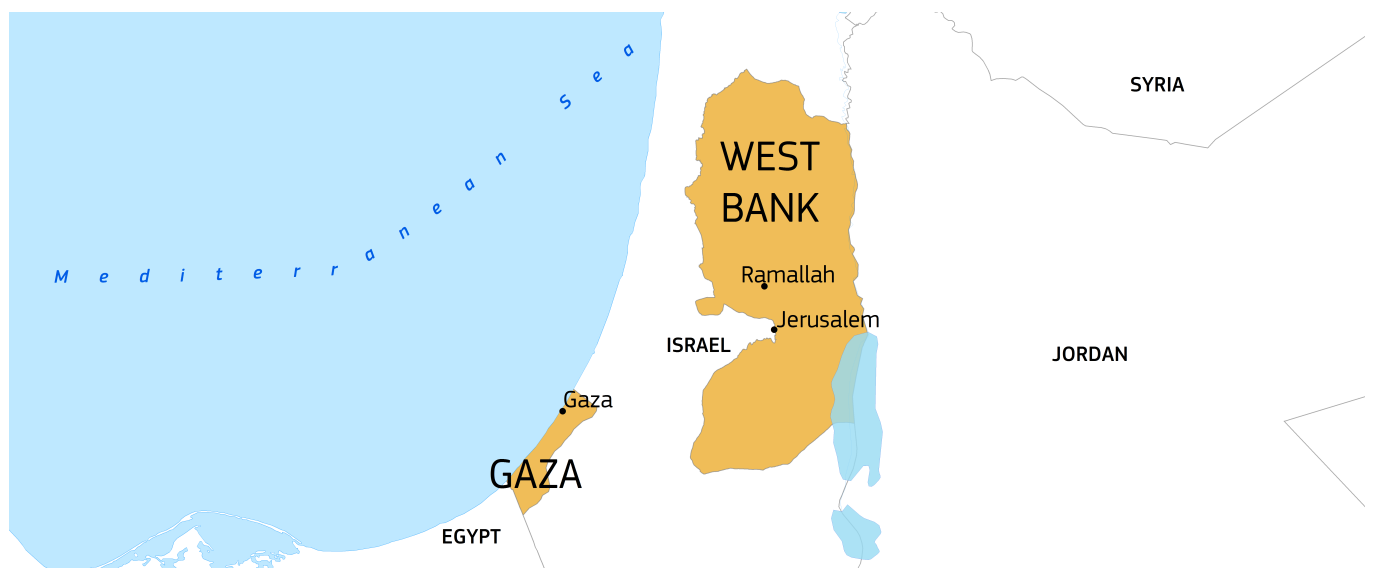 Mediterranean Sea
SYRIA
WEST
BANK
Ramallah
Jerusalem
ISRAEL
JORDAN
Gaza
GAZA
EGYPT